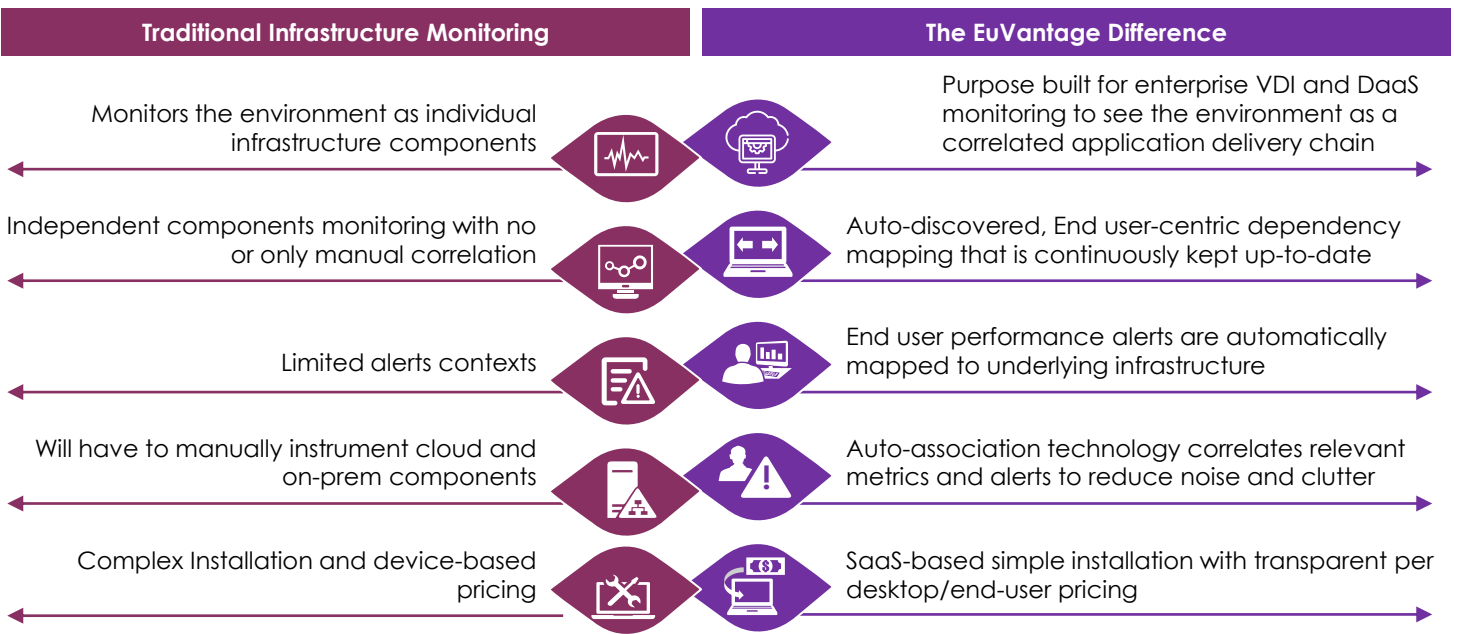 Traditional Infrastructure Monitoring
The EuVantage Difference
Monitors the environment as individual
infrastructure components
Purpose built for enterprise VDI and DaaS
monitoring to see the environment as a
correlated application delivery chain
Independent components monitoring with no
or only manual correlation
Auto-discovered, End user-centric dependency
mapping that is continuously kept up-to-date
Limited alerts contexts
End user performance alerts are automatically
mapped to underlying infrastructure
Will have to manually instrument cloud and
on-prem components
Auto-association technology correlates relevant
metrics and alerts to reduce noise and clutter
Complex Installation and device-based
pricing
SaaS-based simple installation with transparent per
desktop/end-user pricing